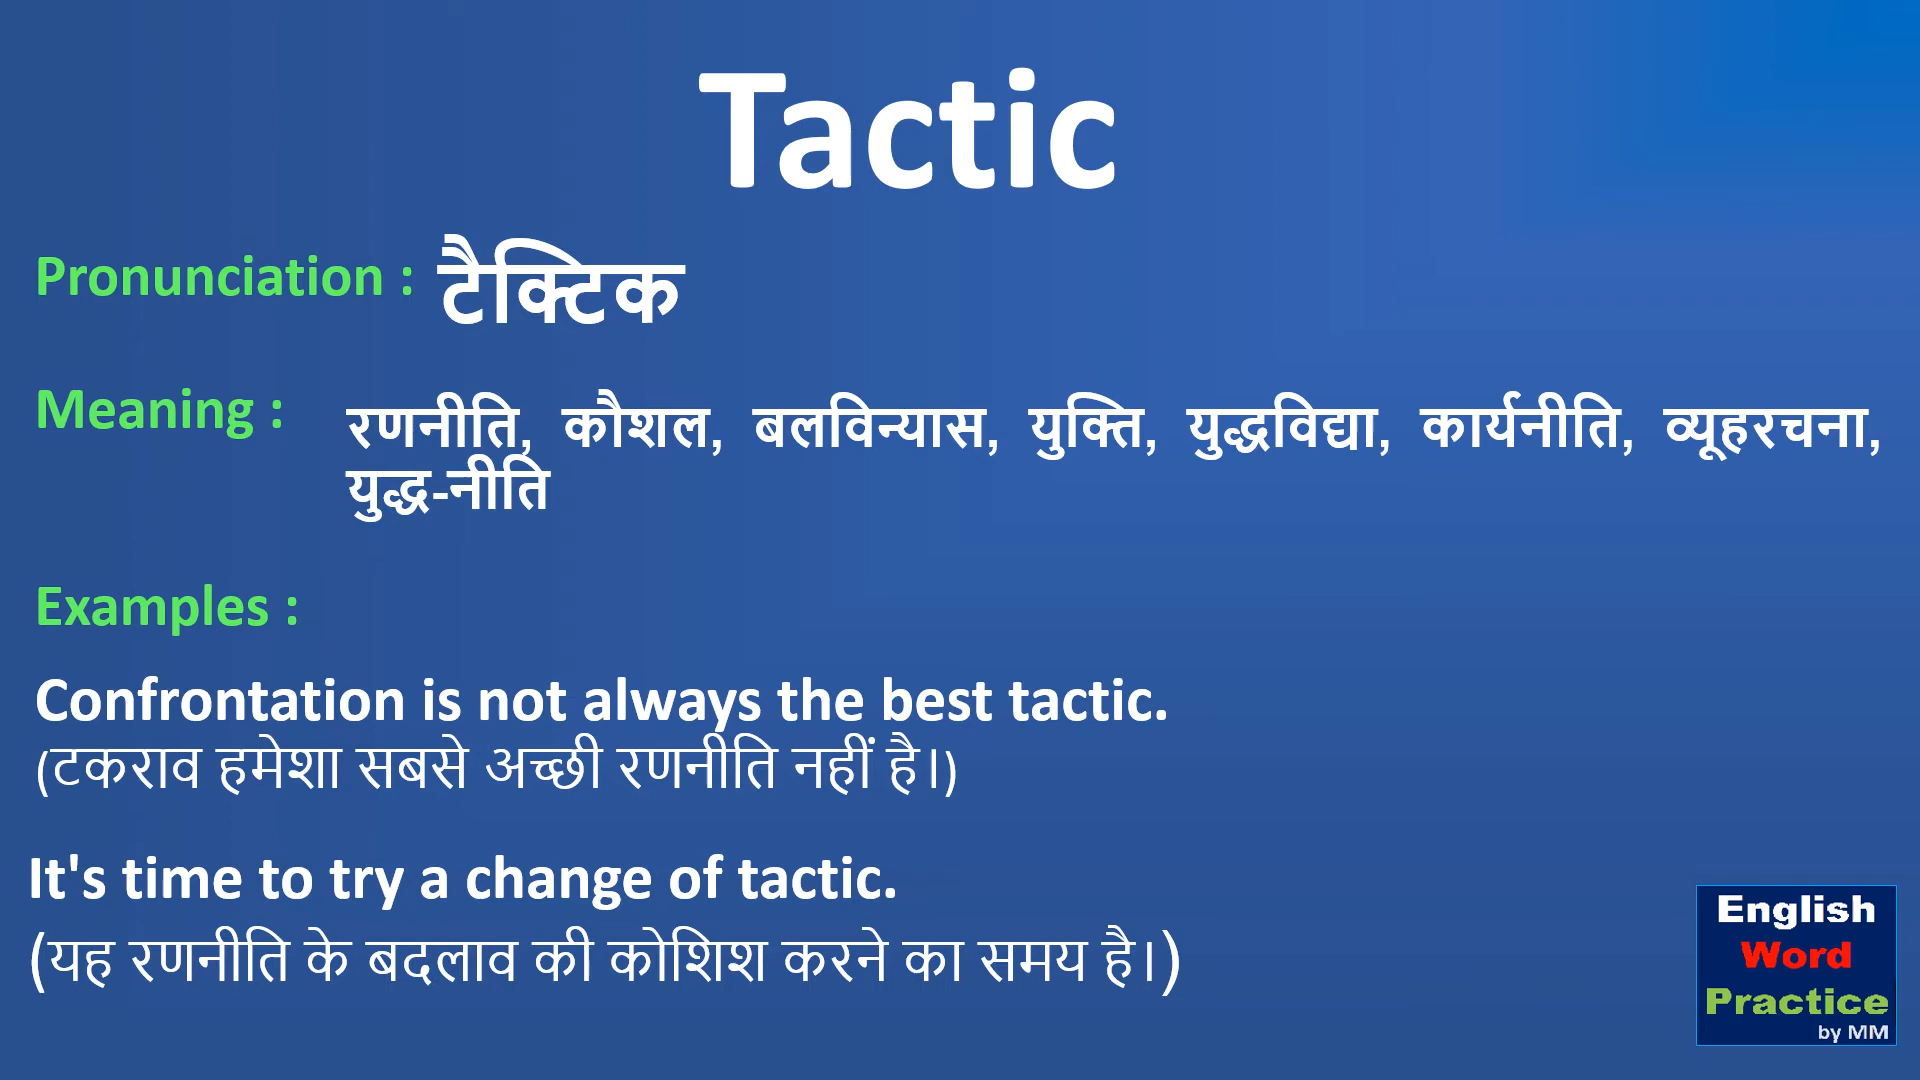 Tactic
Pronunciation : टैक्टिक
Meaning : रणनीति, कौशल, बलविन्यास, युक्ति, युद्धविद्या, कार्यनीति, व्यूहरचना,
युद्ध-नीति
Examples :
Confrontation is not always the best tactic.
(टकराव हमेशा सबसे अच्छी रणनीति नहीं है।)
It's time to try a change of tactic.
(यह रणनीति के बदलाव की कोशिश करने का समय है।)
English
Word
Practice
by MM